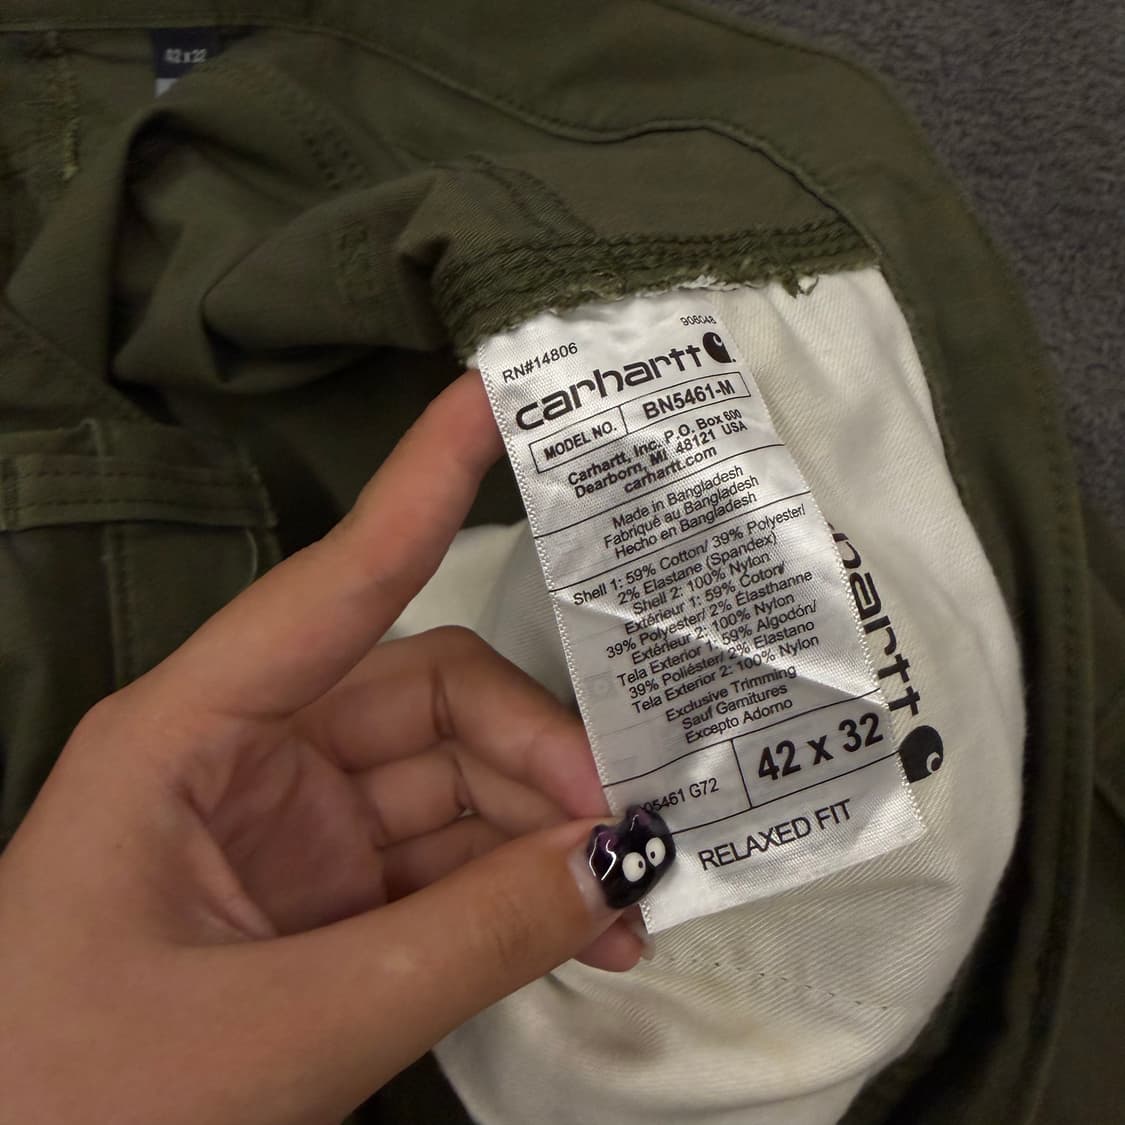 42 x 32
RN#14806
906048
carhartt
MODEL NO. BN5461-M
Carhartt, Inc. P.O. Box 600
Dearborn, MI 48121 USA
carhartt.com
Made in Bangladesh
Fabriqué au Bangladesh
Hecho en Bangladesh
Shell 1: 59% Cotton/ 39% Polyester/
2% Elastane (Spandex)
Shell 2: 100% Nylon
Extérieur 1: 59% Coton/
39% Polyester/ 2% Élasthanne
Extérieur 2: 100% Nylon
Tela Exterior 1: 59% Algodón/
39% Poliéster/ 2% Elastano
Tela Exterior 2: 100% Nylon
Exclusive Trimming
Sauf Garnitures
Excepto Adorno
05461 G72
42 x 32
RELAXED FIT
hartt